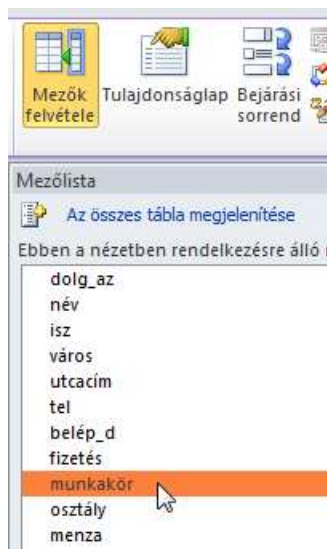 Mezők felvétele
Tulajdonságlap
Bejárási sorrend
Mezőlista
Az összes tábla megjelenítése
Ebben a nézetben rendelkezésre álló
dolg_az
név
isz
város
utcacím
tel
belép_d
fizetés
munkakör
osztály
menza